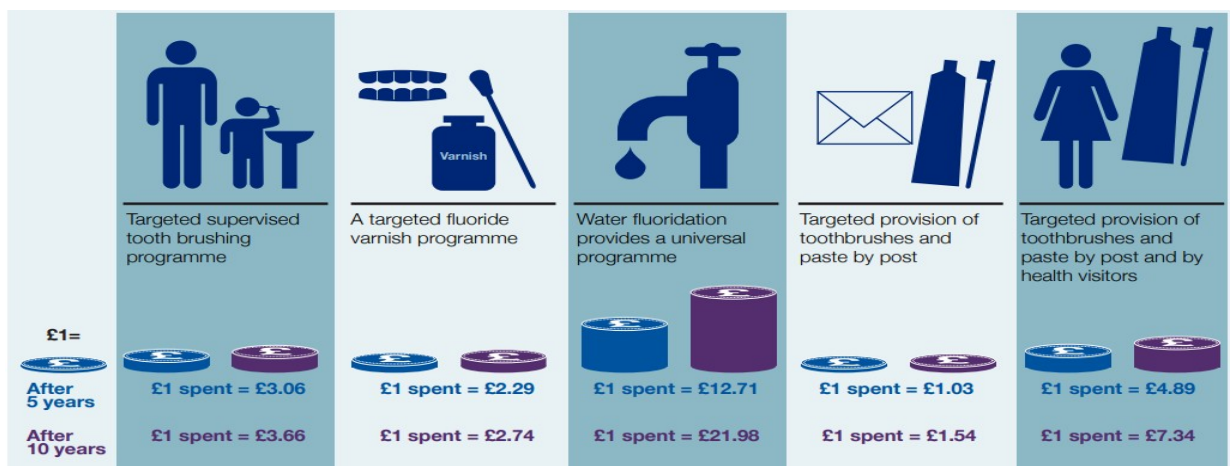 Varnish
Targeted supervised
tooth brushing
programme
A targeted fluoride
varnish programme
Water fluoridation
provides a universal
programme
Targeted provision of
toothbrushes and
paste by post
Targeted provision of
toothbrushes and
paste by post and by
health visitors
£1=
£
£
£
£
£
£
£
£
£
£
£
After
5 years
£1 spent = £3.06
£1 spent = £2.29
£1 spent = £12.71
£1 spent = £1.03
£1 spent = £4.89
After
10 years
£1 spent = £3.66
£1 spent = £2.74
£1 spent = £21.98
£1 spent = £1.54
£1 spent = £7.34